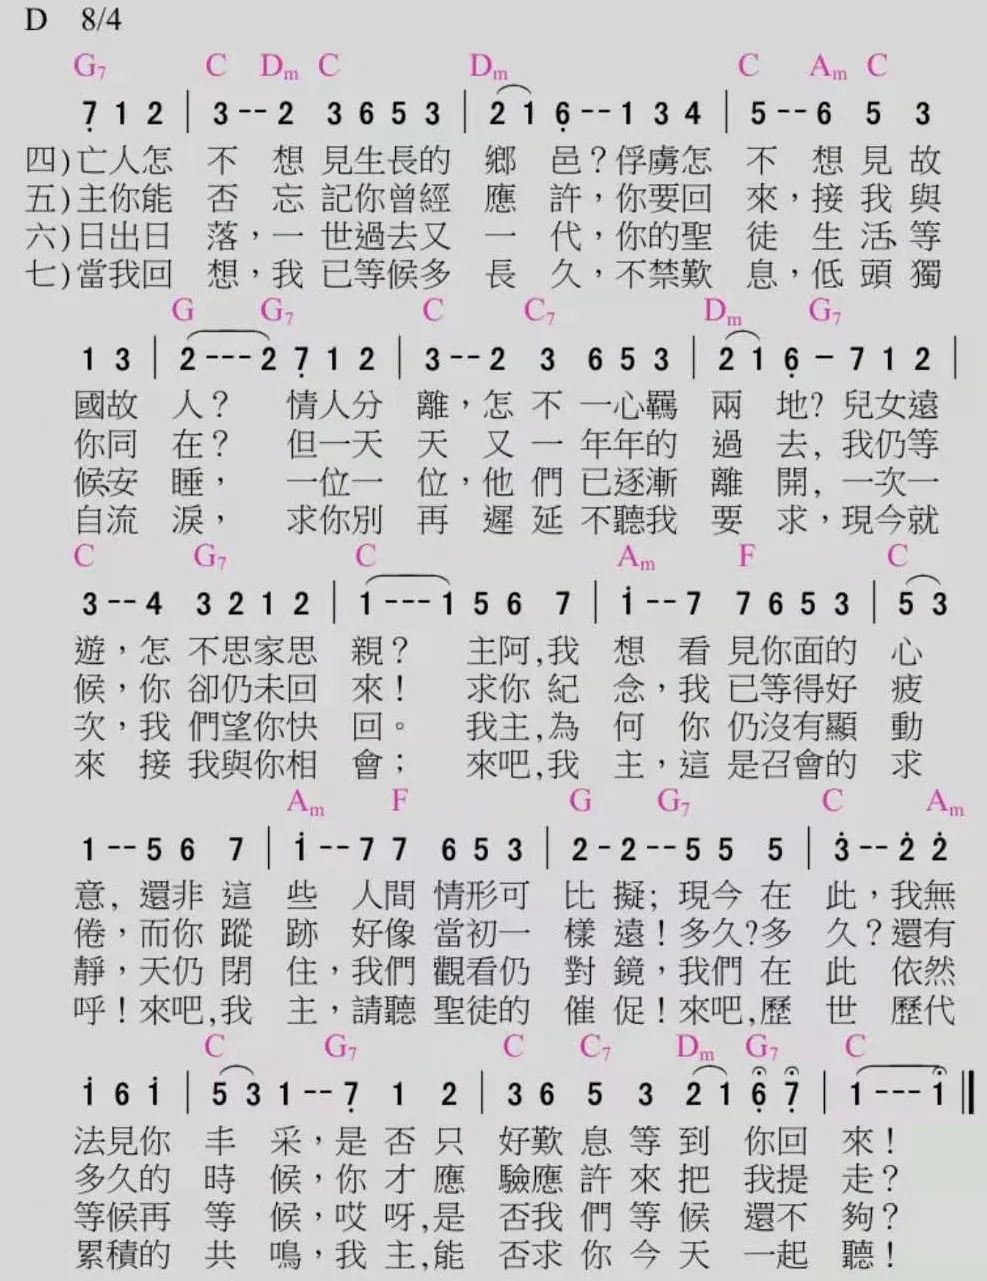 D 8/4
G7 C Dm C Dm C Am C
7̣ 1 2 | 3 - - 2 3 6 5 3 | 2 1 6̣ - - 1 3 4 | 5 - - 6 5 3
四)亡人怎 不 想 見生長的 鄉 邑?俘虜怎 不 想 見 故
五)主你能 否 忘 記你曾經 應 許,你要回 來,接 我 與
六)日出日 落,一 世過去又 一 代,你的聖 徒 生 活、等
七)當我回 想,我 已等候多 長 久,不禁歎 息,低 頭 獨
G G7 C C7 Dm G7
1 3 | 2 - - - 2 7̣ 1 2 | 3 - - 2 3 6 5 3 | 2 1 6̣ - 7 1 2 |
國故 人? 情人分 離,怎 不 一心羈 兩 地?兒女遠
你同 在? 但一天 天 又 一 年年的 過 去,我仍等
候、安 睡, 一位一 位,他 們 已逐漸 離 開,一次一
自流 淚, 求你別 再 遲 延 不聽我 要 求,現今就
C G7 C Am F C
3 - - 4 3 2 1 2 | 1 - - - 1 5 6 7 | 1̇ - - 7 7 6 5 3 | 5 3
遊,怎 不思家思 親? 主阿,我 想 看 見你面的 心
候,你 卻仍未回 來! 求你 紀 念,我 已等得好 疲
次,我 們望你快 回。 我主,為 何 你 仍沒有顯 動
來 接 我與你相 會; 來吧,我 主,這 是召會的 求
Am F G G7 C Am
1 - - 5 6 7 | 1̇ - - 7 7 6 5 3 | 2 - 2 - - 5 5 5 | 3̇ - - 2̇ 2̇
意,還非 這 些 人間 情形可 比 擬;現今 在 此,我無
倦,而你 蹤 跡 好像 當初一 樣 遠!多久?多 久?還有
靜,天仍 閉 住,我們 觀看仍 對 鏡,我們 在 此 依然
呼!來吧,我 主,請聽 聖徒的 催 促!來吧,歷 世 歷代
C G7 C C7 Dm G7 C
1̇ 6 1̇ | 5 3 1 - - 7̣ 1 2 | 3 6 5 3 2 1 6̣ 7̣ | 1 - - - 1
法見你 丰 采,是 否 只 好歎 息 等 到 你回 來!
多久的 時 候,你 才 應 驗應 許 來 把 我提 走?
等候再 等 候,哎 呀,是 否我 們 等 候 還不 夠?
累積的 共 鳴,我 主,能 否求 你 今 天 一起 聽!